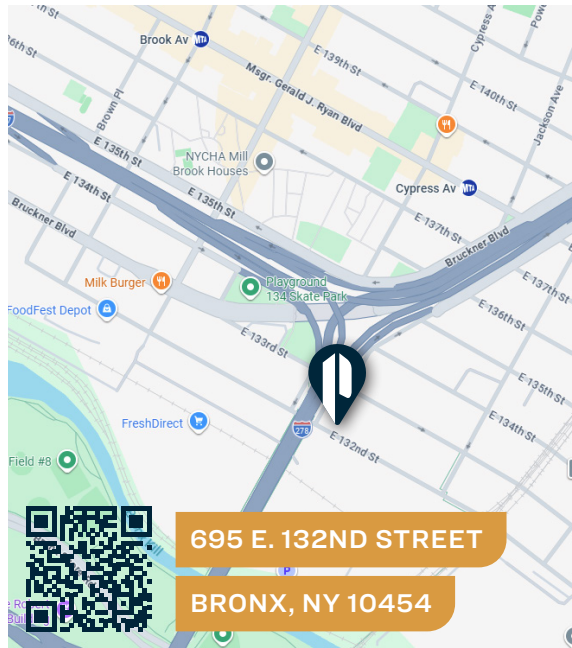 Brook Av
MTA
E 139th St
Cypress Av
Msgr. Gerald J. Ryan Blvd
E 140th St
Jackson Ave
Brown Pl
E 135th St
NYCHA Mill
Brook Houses
E 134th St
E 135th St
Cypress Av
MTA
Bruckner Blvd
E 137th St
Bruckner Blvd
E 137th St
Milk Burger
Playground
134 Skate Park
FoodFest Depot
E 136th St
E 133rd St
E 135th St
FreshDirect
278
E 132nd St
E 134th St
Field #8
695 E. 132ND STREET
P
BRONX, NY 10454